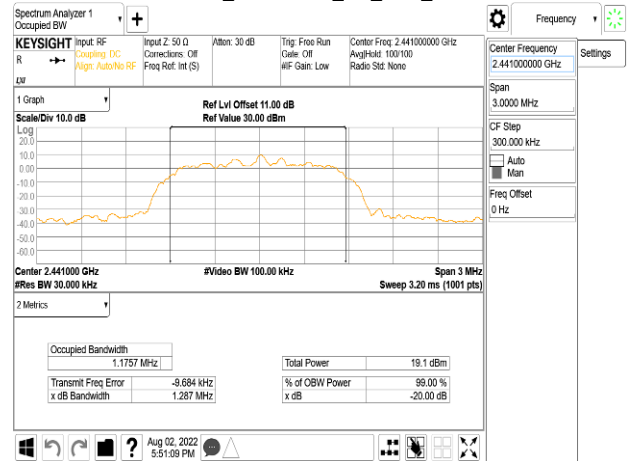 Spectrum Analyzer 1
Occupied BW
Frequency
KEYSIGHT
R
Input: RF
Coupling: DC
Align: Auto/No RF
Input Z: 50 Ω
Corrections: Off
Freq Ref: Int (S)
Atten: 30 dB
Trig: Free Run
Gate: Off
#IF Gain: Low
Center Freq: 2.441000000 GHz
Avg|Hold: 100/100
Radio Std: None
Center Frequency
2.441000000 GHz
Settings
Span
3.0000 MHz
CF Step
300.000 kHz
Auto
Man
Freq Offset
0 Hz
1 Graph
Scale/Div 10.0 dB
Ref Lvl Offset 11.00 dB
Ref Value 30.00 dBm
Log
20.0
10.0
0.00
-10.0
-20.0
-30.0
-40.0
-50.0
-60.0
Center 2.441000 GHz
#Video BW 100.00 kHz
Span 3 MHz
#Res BW 30.000 kHz
Sweep 3.20 ms (1001 pts)
2 Metrics
Occupied Bandwidth
1.1757 MHz
Total Power 19.1 dBm
Transmit Freq Error -9.684 kHz
% of OBW Power 99.00 %
x dB Bandwidth 1.287 MHz
x dB -20.00 dB
?
Aug 02, 2022
5:51:09 PM